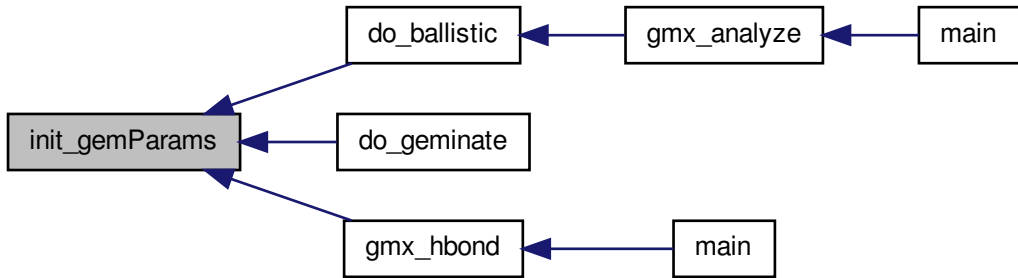 do_ballistic
gmx_analyze
main
init_gemParams
do_geminate
gmx_hbond
main